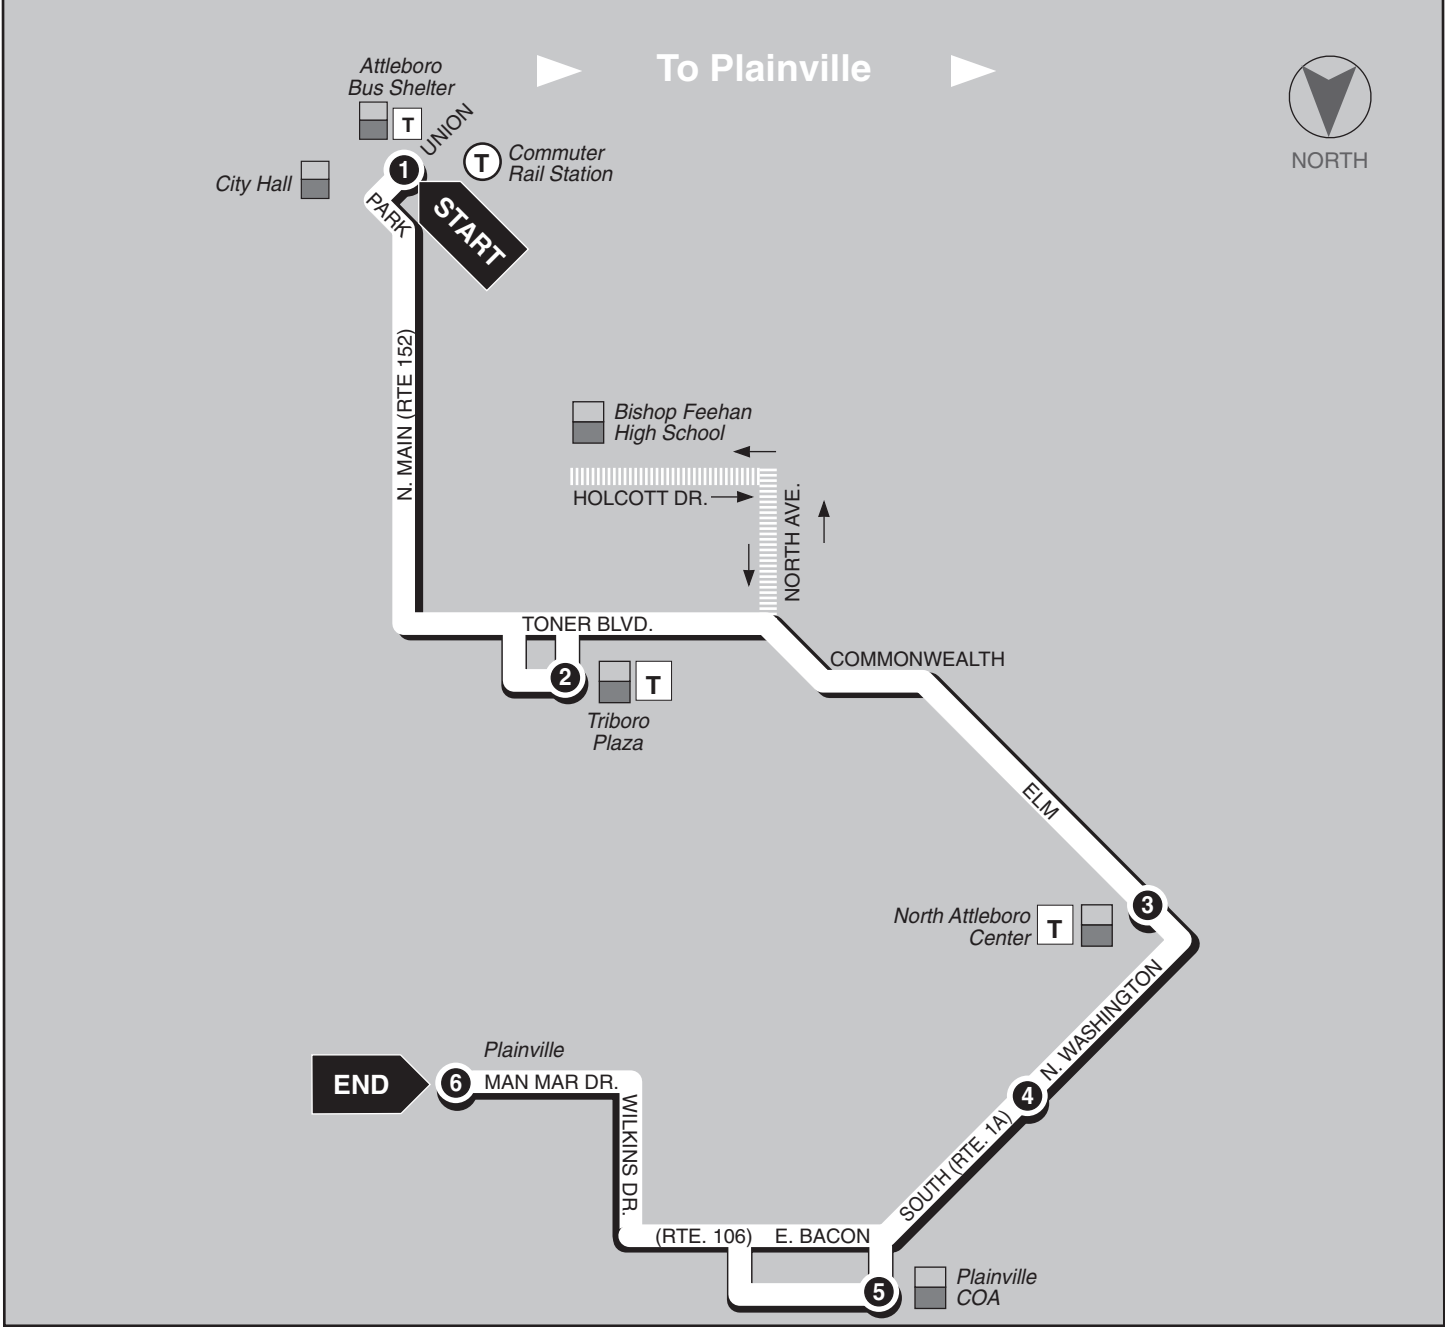 To Plainville
Attleboro
Bus Shelter
T
UNION
NORTH
1
T
Commuter
Rail Station
City Hall
PARK
START
N. MAIN (RTE 152)
Bishop Feehan
High School
HOLCOTT DR.
NORTH AVE.
TONER BLVD.
COMMONWEALTH
2
T
Triboro
Plaza
ELM
3
North Attleboro
Center
T
N. WASHINGTON
Plainville
END
6
MAN MAR DR.
4
WILKINS DR.
SOUTH (RTE. 1A)
(RTE. 106)
E. BACON
5
Plainville
COA